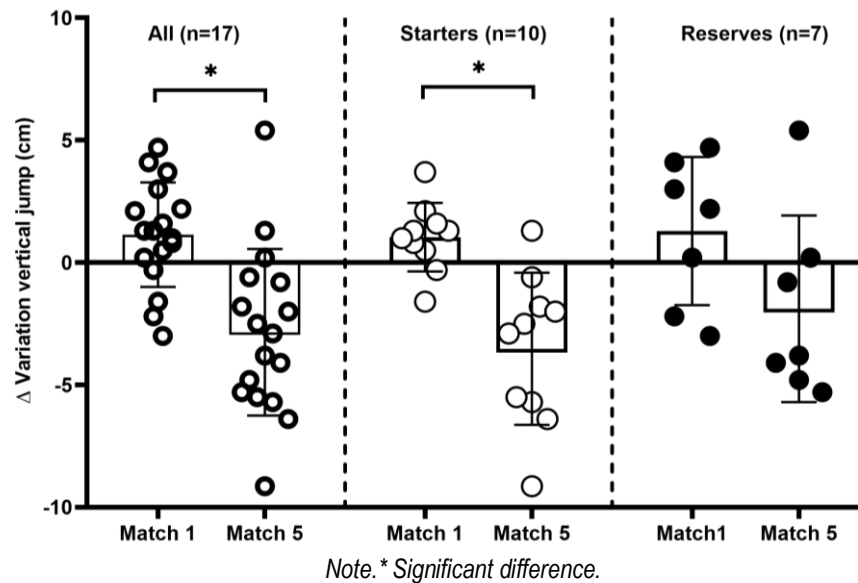 All (n=17) Starters (n=10) Reserves (n=7)
* *
10
5
0
-5
-10
Δ Variation vertical jump (cm)
Match 1 Match 5 Match 1 Match 5 Match1 Match 5
Note.* Significant difference.